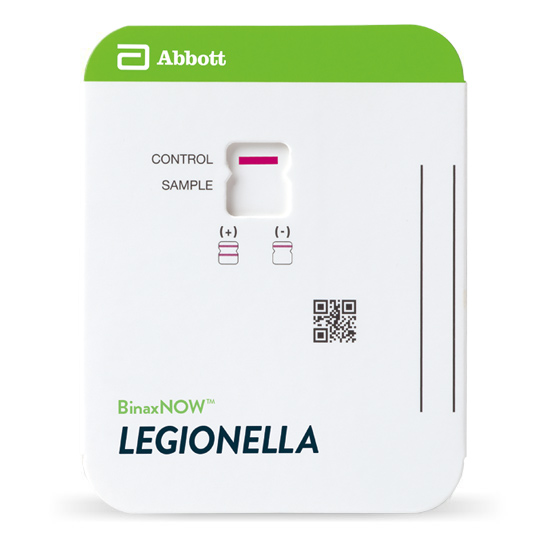 Abbott
CONTROL
SAMPLE
(+) (-)
BinaxNOW™
LEGIONELLA